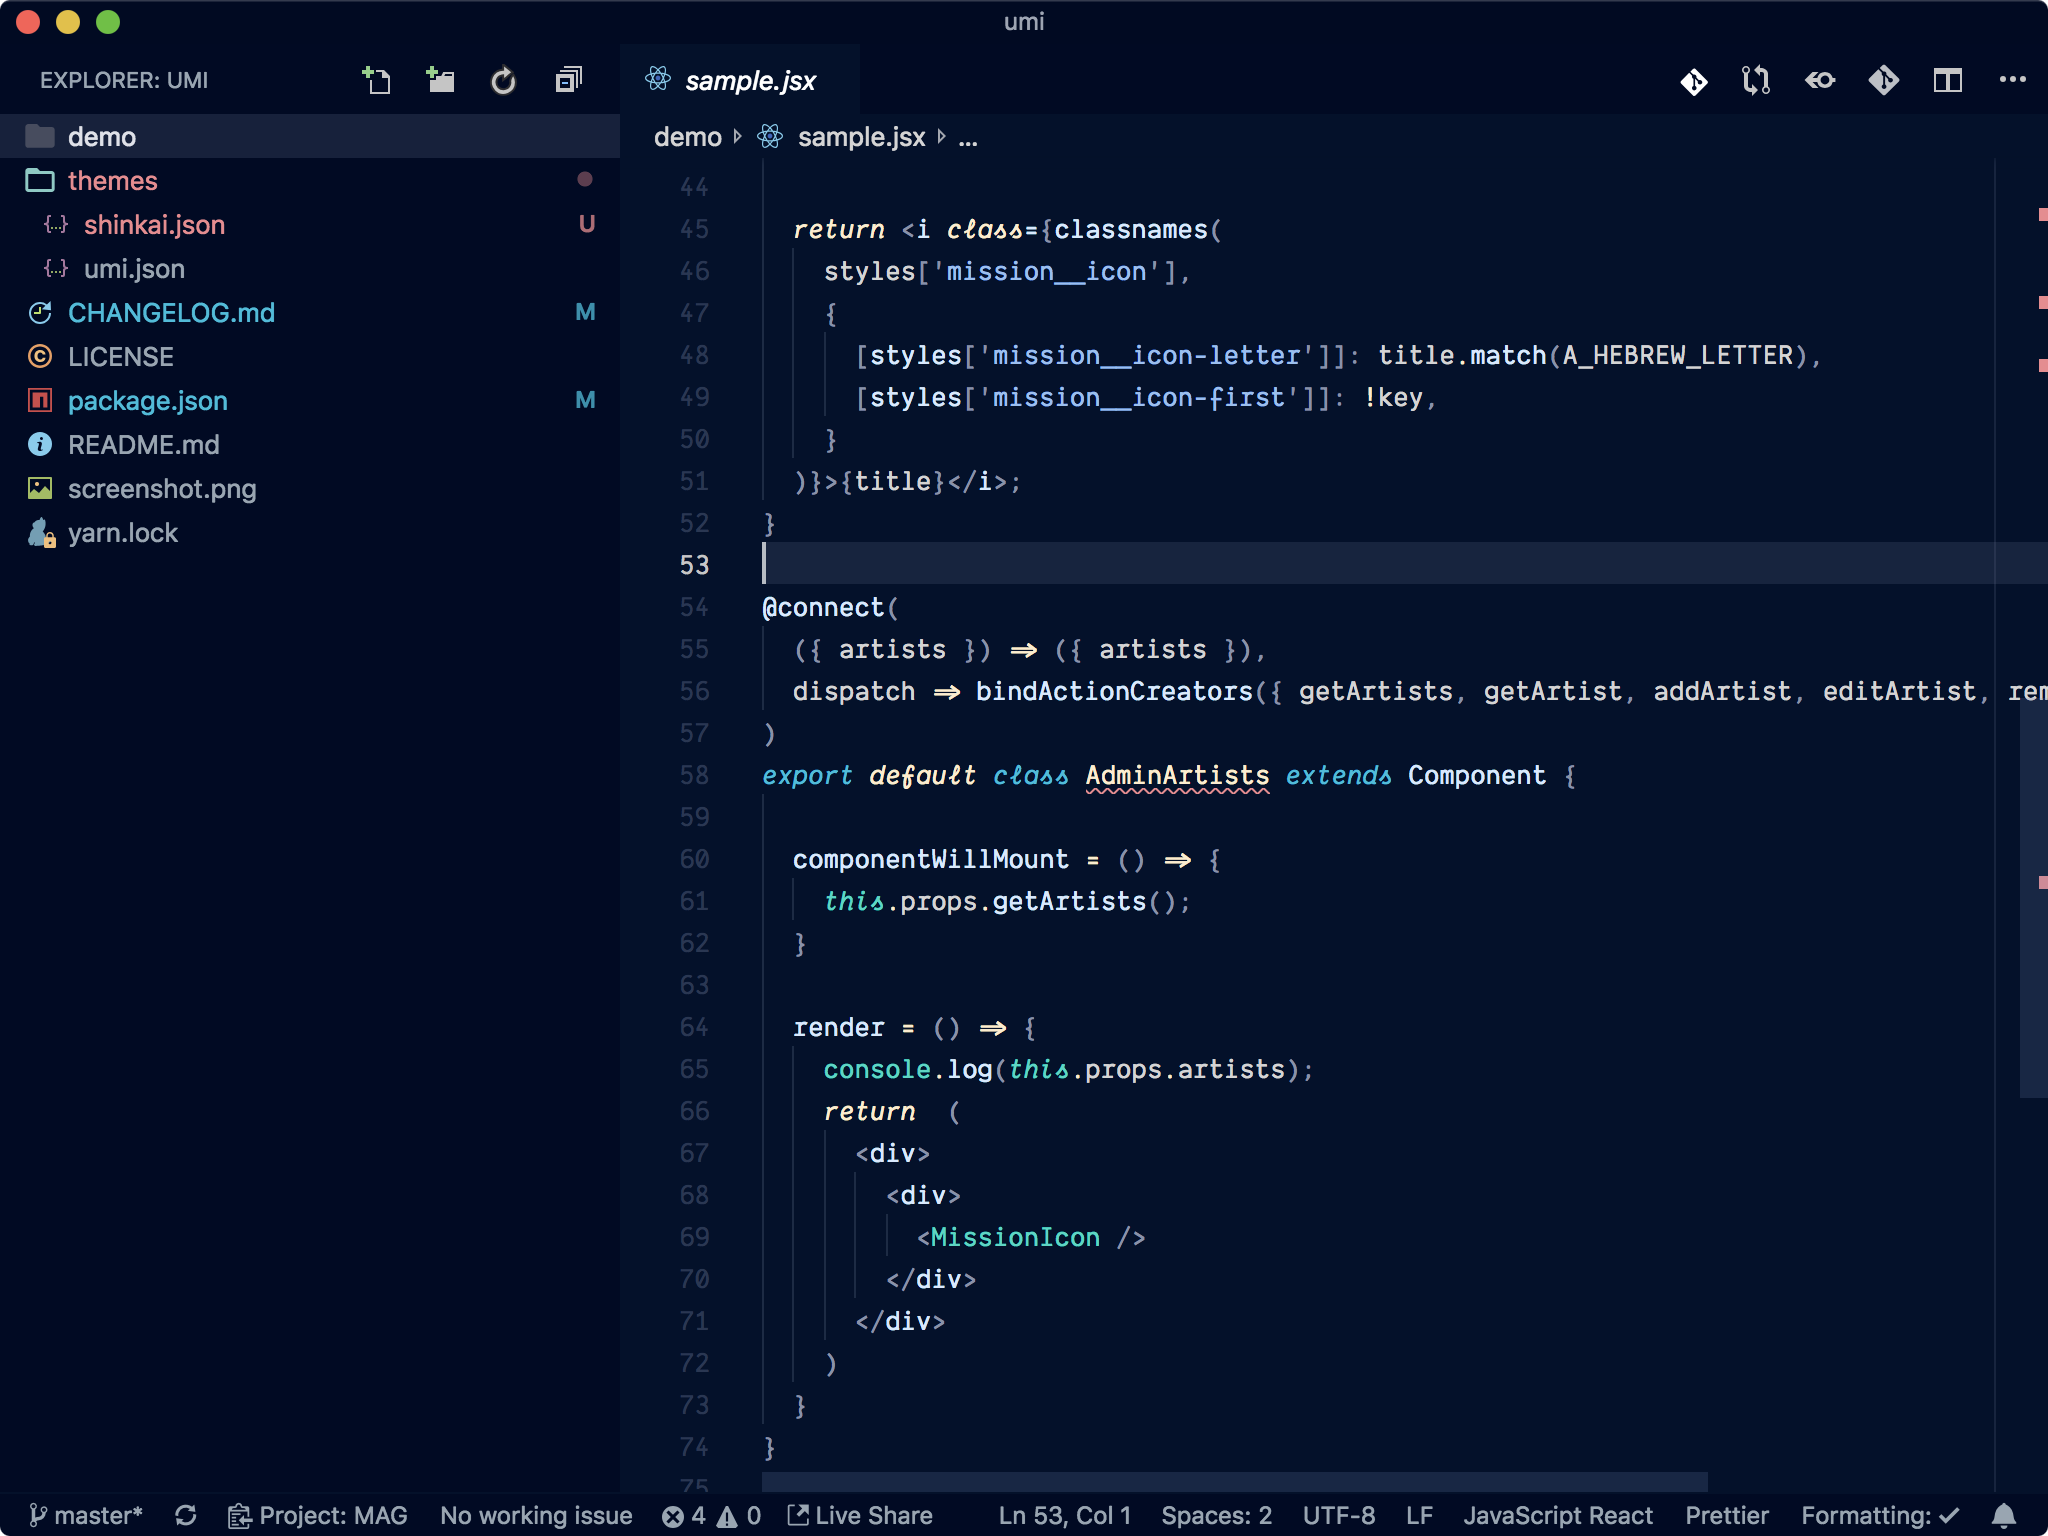 umi
EXPLORER: UMI
demo
themes
shinkai.json U
umi.json
CHANGELOG.md M
LICENSE
package.json M
README.md
screenshot.png
yarn.lock
sample.jsx
demo sample.jsx ...
44
45 return <i class={classnames(
46 styles['mission__icon'],
47 {
48 [styles['mission__icon-letter']]: title.match(A_HEBREW_LETTER),
49 [styles['mission__icon-first']]: !key,
50 }
51 )}>{title}</i>;
52 }
53
54 @connect(
55 ({ artists }) => ({ artists }),
56 dispatch => bindActionCreators({ getArtists, getArtist, addArtist, editArtist,
57 )
58 export default class AdminArtists extends Component {
59
60 componentWillMount = () => {
61 this.props.getArtists();
62 }
63
64 render = () => {
65 console.log(this.props.artists);
66 return (
67 <div>
68 <div>
69 <MissionIcon />
70 </div>
71 </div>
72 )
73 }
74 }
75
master* Project: MAG No working issue 4 0 Live Share Ln 53, Col 1 Spaces: 2 UTF-8 LF JavaScript React Prettier Formatting: ✓